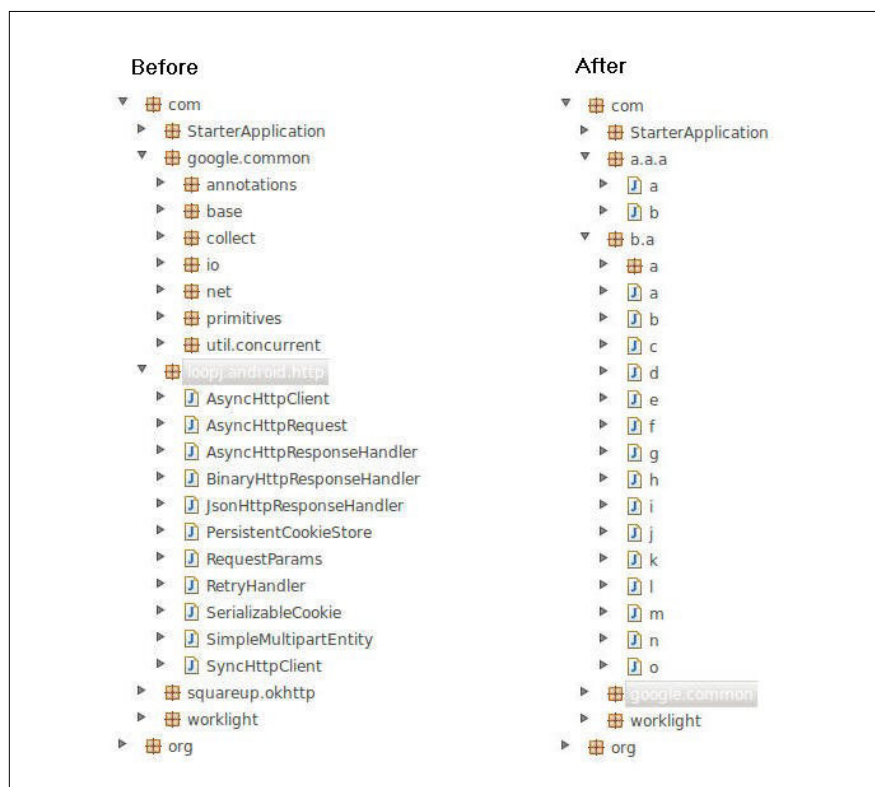 Before
com
StarterApplication
google.common
annotations
base
collect
io
net
primitives
util.concurrent
loopj.android.http
AsyncHttpClient
AsyncHttpRequest
AsyncHttpResponseHandler
BinaryHttpResponseHandler
JsonHttpResponseHandler
PersistentCookieStore
RequestParams
RetryHandler
SerializableCookie
SimpleMultipartEntity
SyncHttpClient
squareup.okhttp
worklight
org
After
com
StarterApplication
a.a.a
a
b
b.a
a
a
b
c
d
e
f
g
h
i
j
k
l
m
n
o
google.common
worklight
org